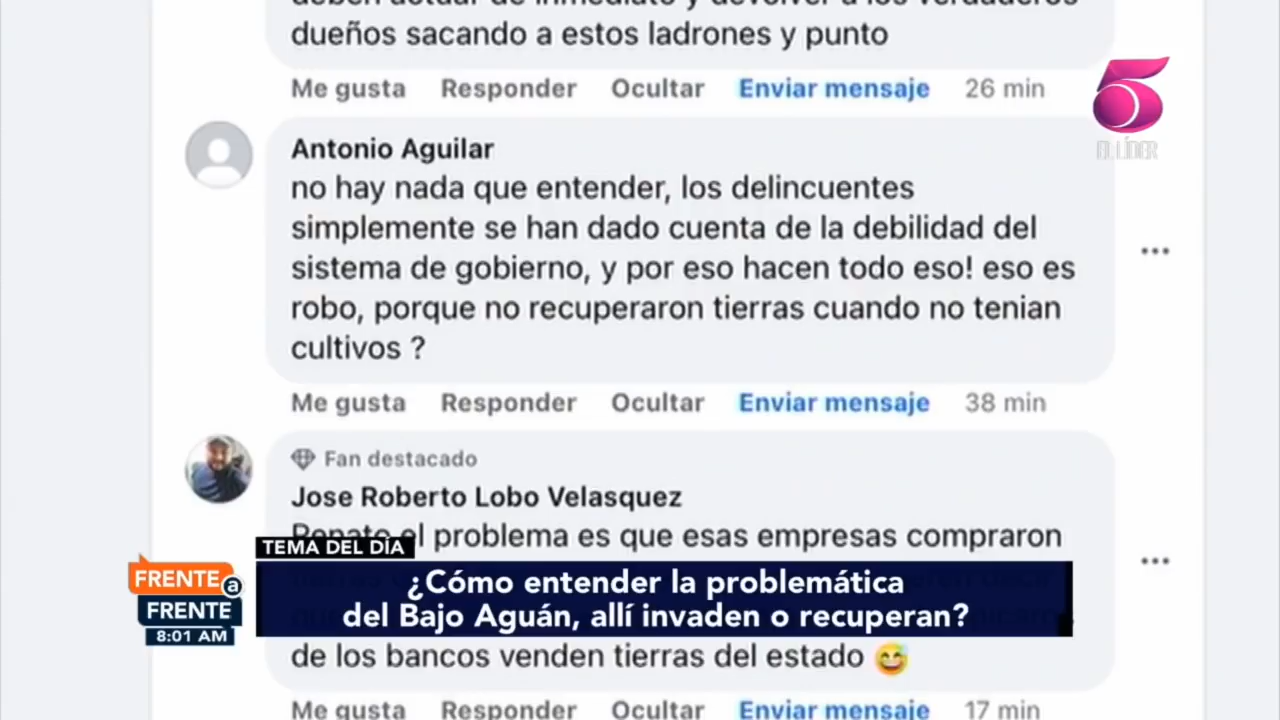 dueños sacando a estos ladrones y punto
Me gusta Responder Ocultar Enviar mensaje 26 min
5
EL LÍDER
Antonio Aguilar
no hay nada que entender, los delincuentes
simplemente se han dado cuenta de la debilidad del
sistema de gobierno, y por eso hacen todo eso! eso es
robo, porque no recuperaron tierras cuando no tenian
cultivos ?
Me gusta Responder Ocultar Enviar mensaje 38 min
Fan destacado
Jose Roberto Lobo Velasquez
el problema es que esas empresas compraron
de los bancos venden tierras del estado 😅
Me gusta Responder Ocultar Enviar mensaje 17 min
TEMA DEL DÍA
¿Cómo entender la problemática
del Bajo Aguán, allí invaden o recuperan?
FRENTE a
FRENTE
8:01 AM